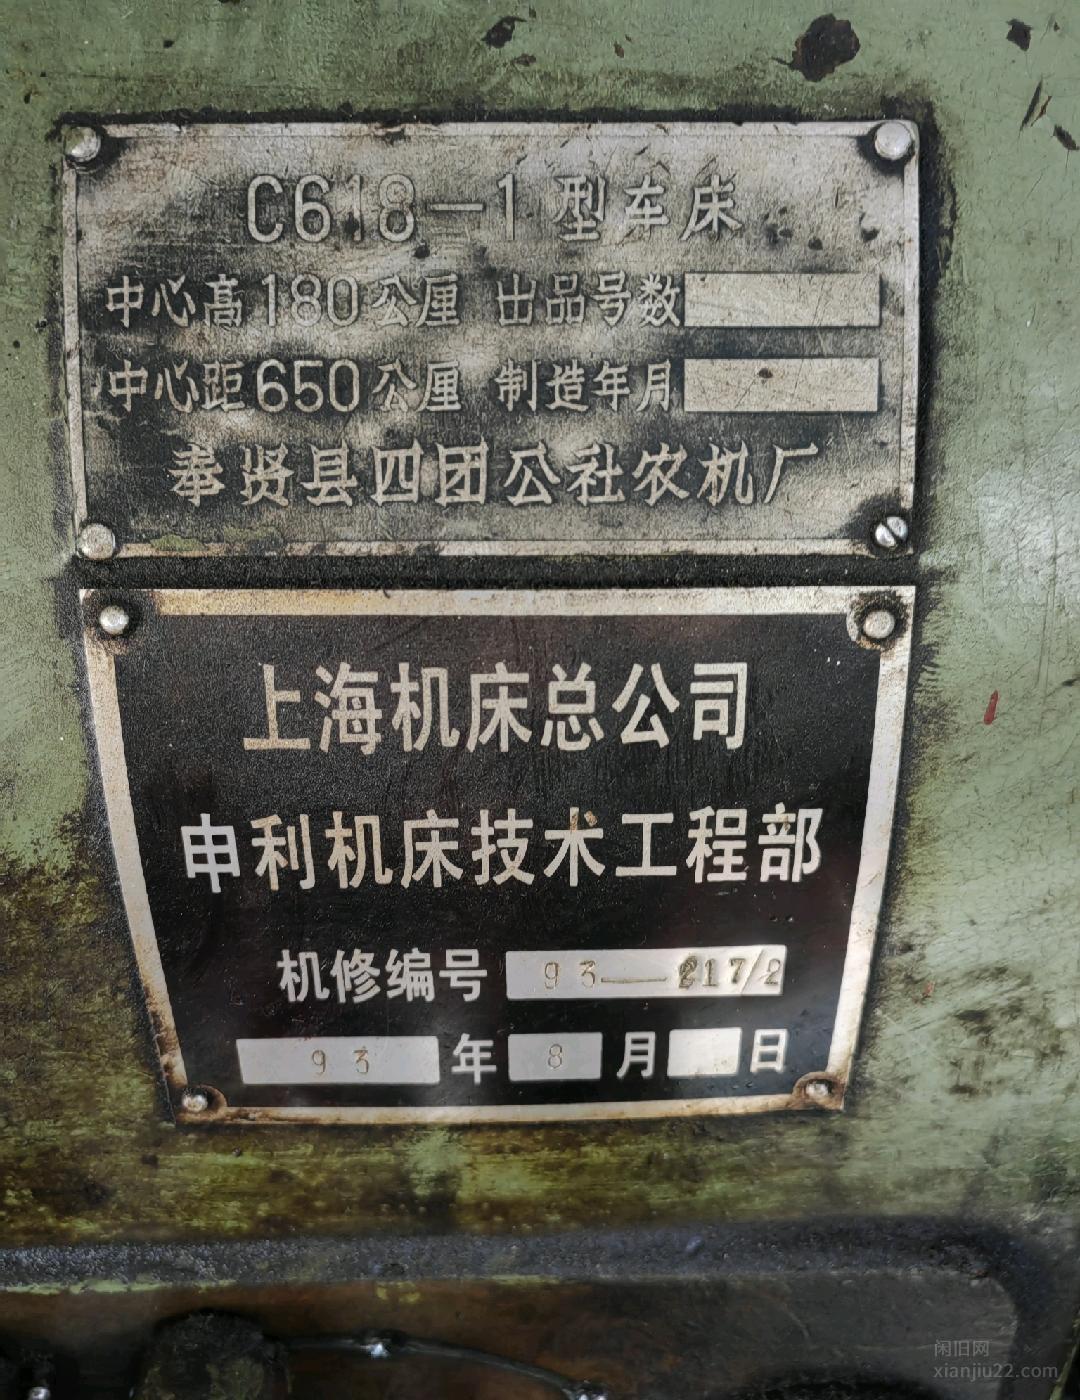 C618-1型车床
中心高180公厘 出品号数
中心距650公厘 制造年月
奉贤县四团公社农机厂
上海机床总公司
申利机床技术工程部
机修编号 93—217/2
93 年 8 月 日
闲旧网
xianjiu22.com